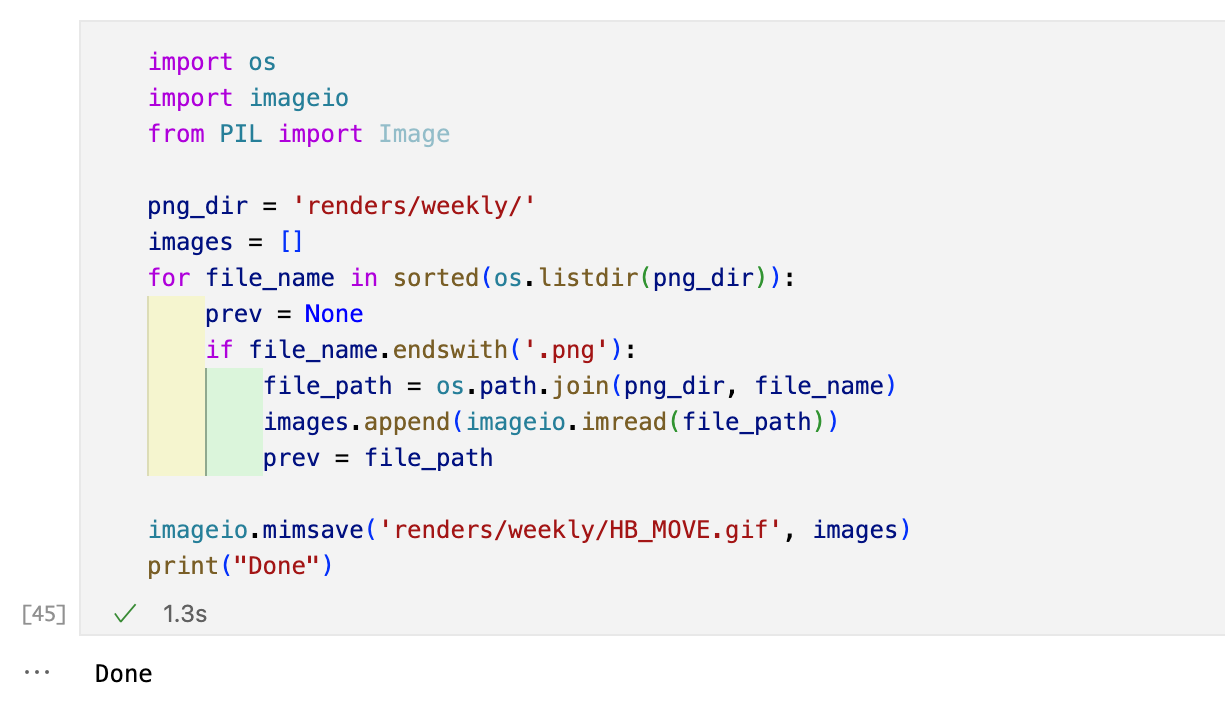 import os
import imageio
from PIL import Image
png_dir = 'renders/weekly/'
images = []
for file_name in sorted(os.listdir(png_dir)):
    prev = None
    if file_name.endswith('.png'):
        file_path = os.path.join(png_dir, file_name)
        images.append(imageio.imread(file_path))
        prev = file_path
imageio.mimsave('renders/weekly/HB_MOVE.gif', images)
print("Done")
[45] ✓ 1.3s
··· Done